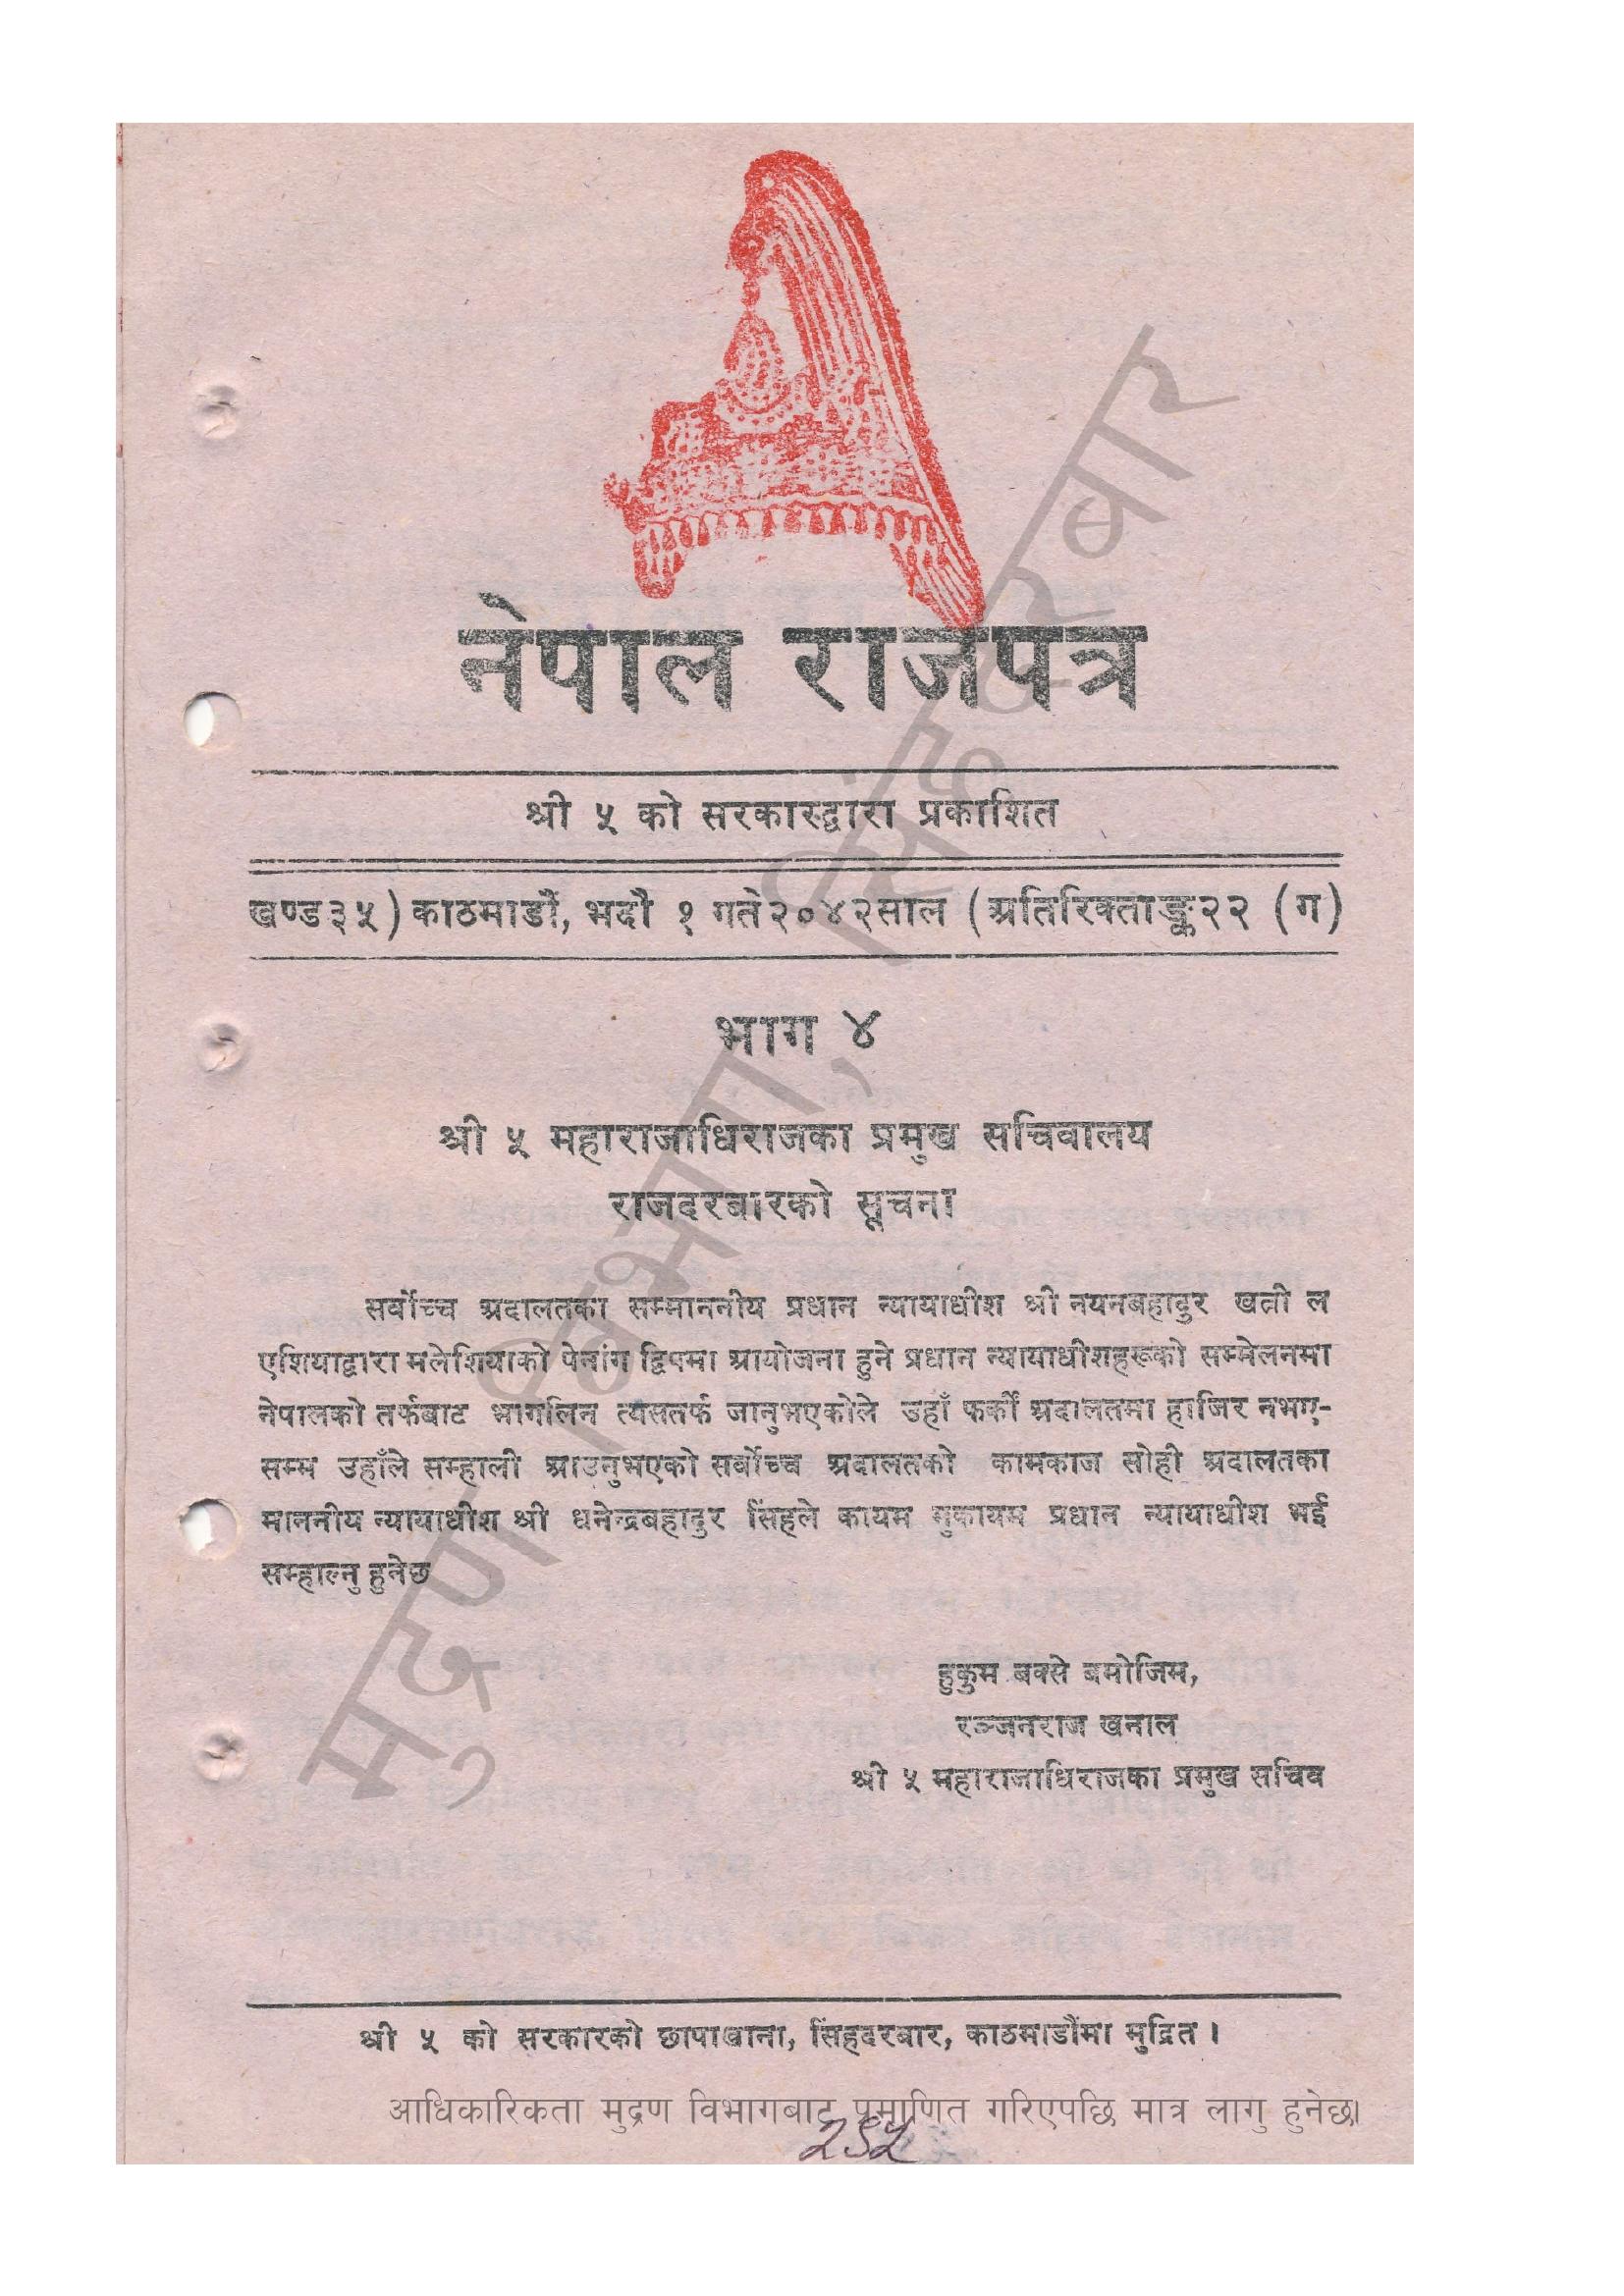 नेपाल राजपत्र
श्री ५ को सरकारद्वारा प्रकाशित
खण्ड३५) काठमाडौं, भदौ १ गते२०४२साल (अतिरिक्ताङ्क२२ (ग)
भाग ४
श्री ५ महाराजाधिराजका प्रमुख सचिवालय
राजदरबारको सूचना
सर्वोच्च अदालतका सम्माननीय प्रधान न्यायाधीश श्री नयनबहादुर खत्री ल
एशियाद्वारा मलेशियाको पेनांग द्विपमा आयोजना हुने प्रधान न्यायाधीशहरूको सम्मेलनमा
नेपालको तर्फबाट भागलिन त्यसतर्फ जानुभएकोले उहाँ फर्की अदालतमा हाजिर नभए-
सम्म उहाँले सम्हाली आउनुभएको सर्वोच्च अदालतको कामकाज सोही अदालतका
माननीय न्यायाधीश श्री धनेन्द्रबहादुर सिंहले कायम मुकायम प्रधान न्यायाधीश भई
सम्हाल्नु हुनेछ
हुकुम बक्से बमोजिम,
रञ्जनराज खनाल
श्री ५ महाराजाधिराजका प्रमुख सचिव
श्री ५ को सरकारको छापाखाना, सिंहदरबार, काठमाडौंमा मुद्रित ।
आधिकारिकता मुद्रण विभागबाट प्रमाणित गरिएपछि मात्र लागु हुनेछ।
मुद्रण विभाग, सिंहदरबार